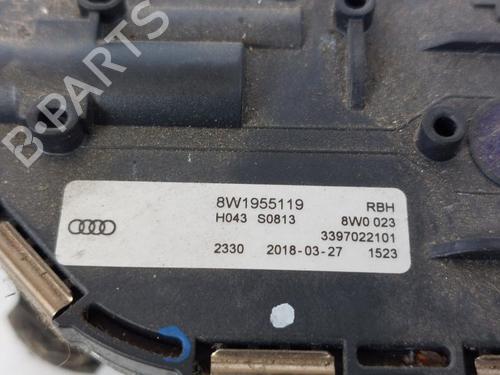 B-PARTS
8W1955119 RBH
H043 S0813 8W0 023
3397022101
2330 2018-03-27 1523